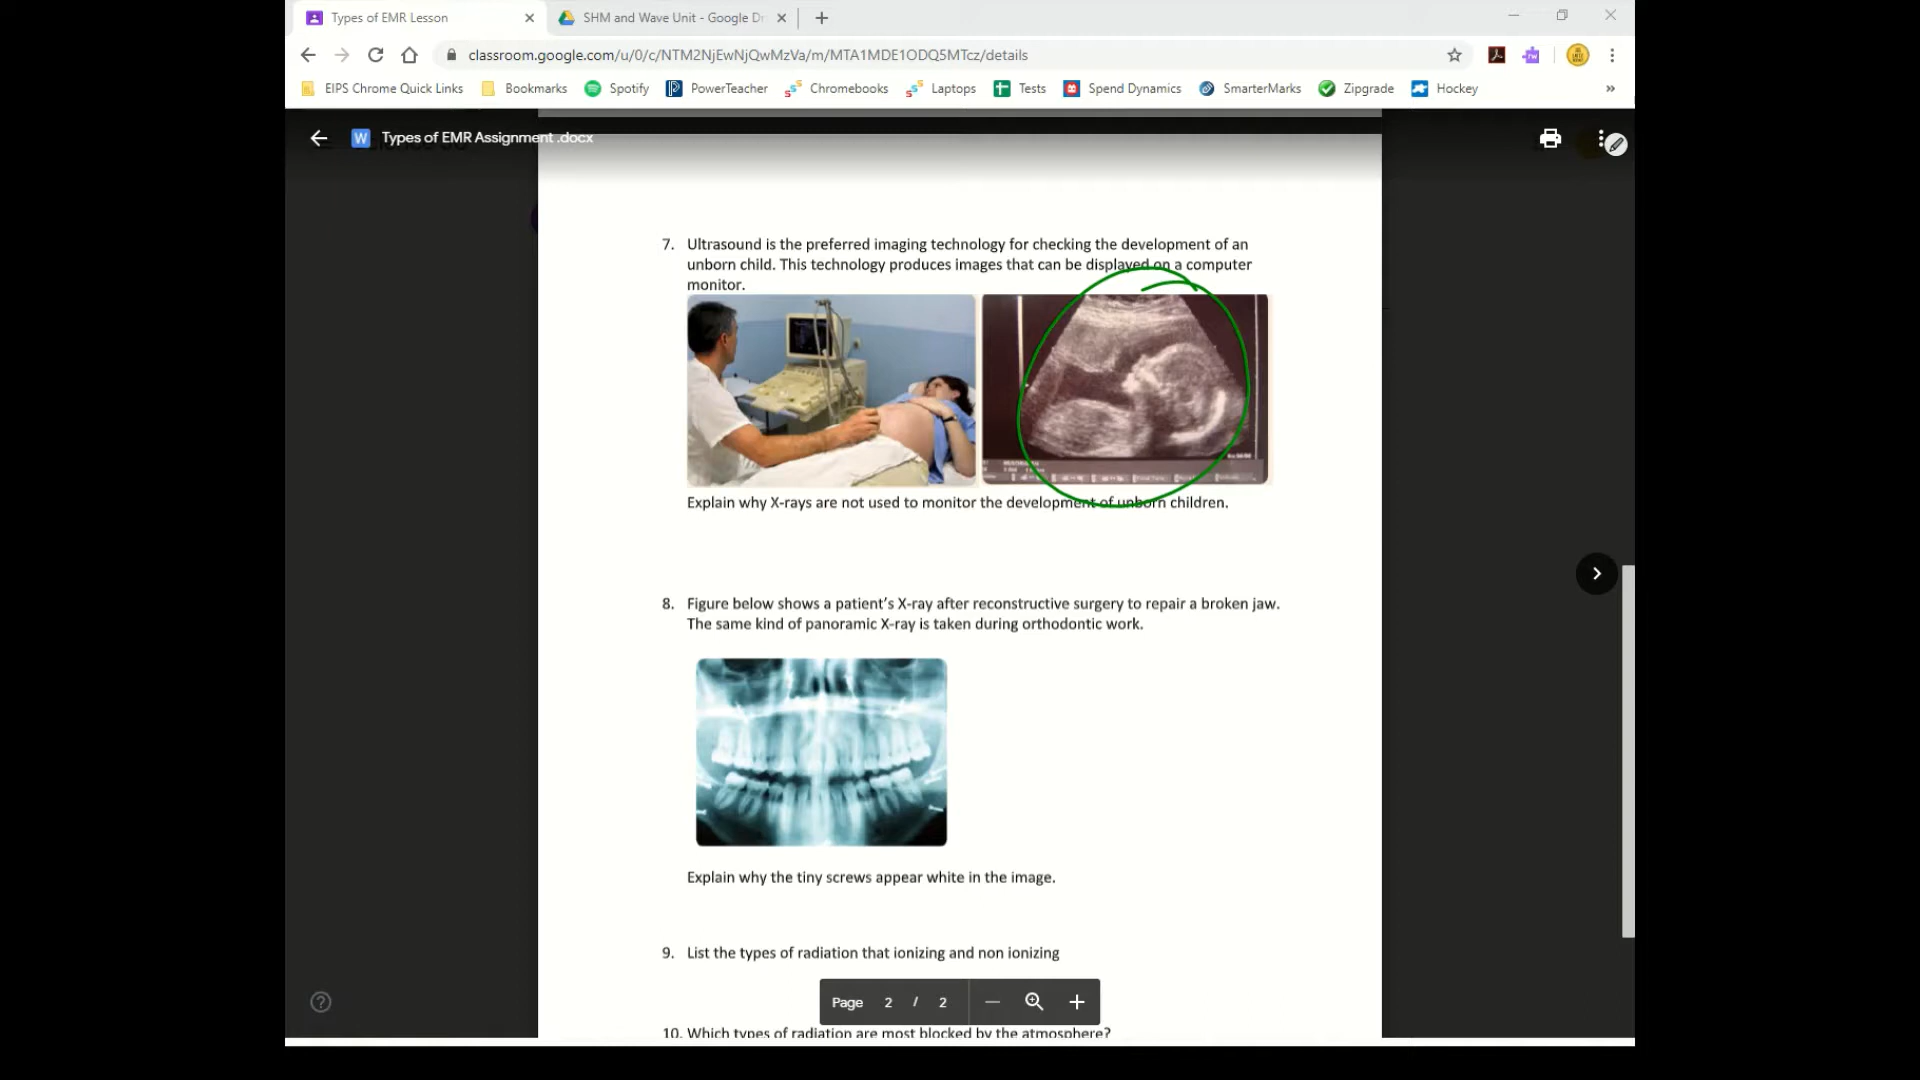 Types of EMR Lesson
SHM and Wave Unit - Google Dr
classroom.google.com/u/0/c/NTM2NjEwNjQwMzVa/m/MTA1MDE1ODQ5MTcz/details
EIPS Chrome Quick Links Bookmarks Spotify PowerTeacher Chromebooks Laptops Tests Spend Dynamics SmarterMarks Zipgrade Hockey »
W Types of EMR Assignment .docx
7. Ultrasound is the preferred imaging technology for checking the development of an
unborn child. This technology produces images that can be displayed on a computer
monitor.
Explain why X-rays are not used to monitor the development of unborn children.
8. Figure below shows a patient's X-ray after reconstructive surgery to repair a broken jaw.
The same kind of panoramic X-ray is taken during orthodontic work.
Explain why the tiny screws appear white in the image.
9. List the types of radiation that ionizing and non ionizing
Page 2 / 2
10. Which types of radiation are most blocked by the atmosphere?